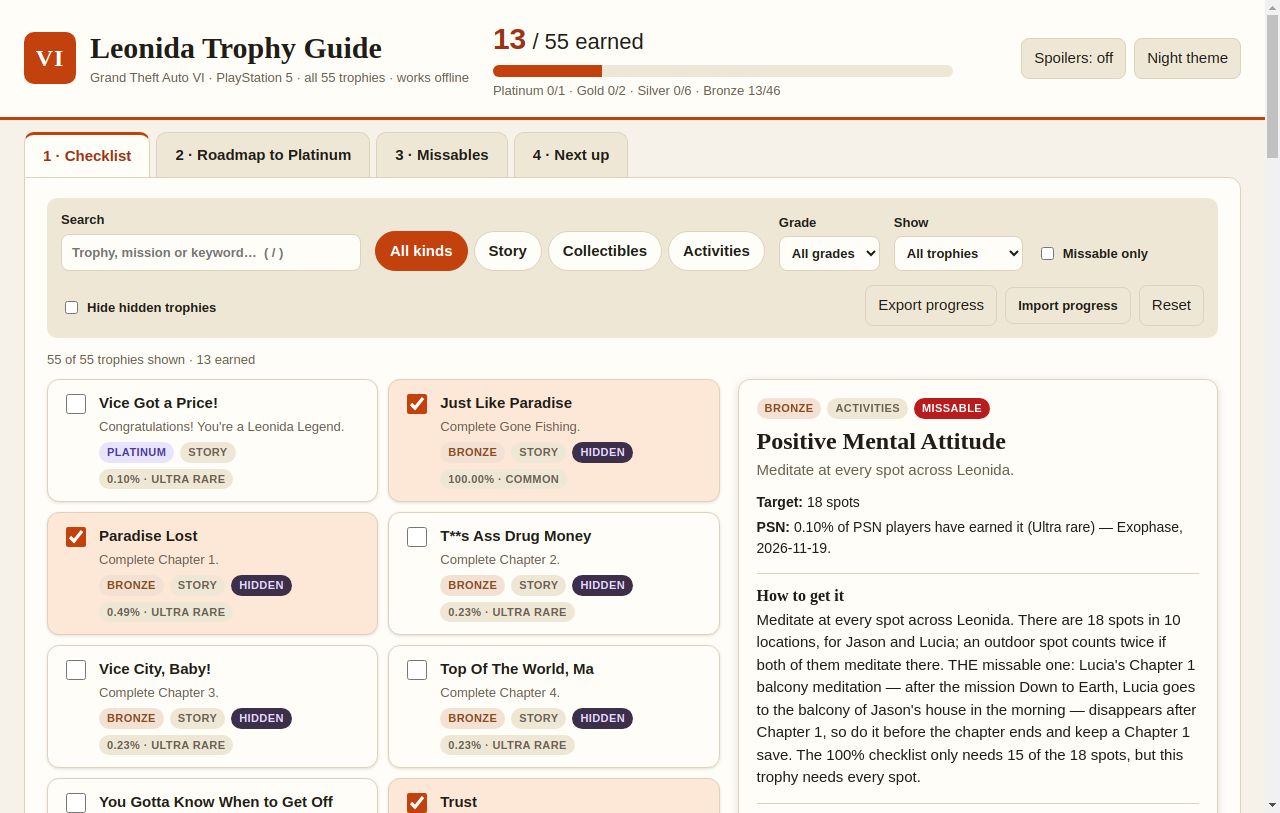 VI
Leonida Trophy Guide
Grand Theft Auto VI · PlayStation 5 · all 55 trophies · works offline
13 / 55 earned
Platinum 0/1 · Gold 0/2 · Silver 0/6 · Bronze 13/46
Spoilers: off
Night theme
1 · Checklist
2 · Roadmap to Platinum
3 · Missables
4 · Next up
Search
Trophy, mission or keyword… ( / )
All kinds
Story
Collectibles
Activities
Grade
All grades
Show
All trophies
Missable only
Hide hidden trophies
Export progress
Import progress
Reset
55 of 55 trophies shown · 13 earned
Vice Got a Price!
Congratulations! You're a Leonida Legend.
PLATINUM STORY
0.10% · ULTRA RARE
Just Like Paradise
Complete Gone Fishing.
BRONZE STORY HIDDEN
100.00% · COMMON
Paradise Lost
Complete Chapter 1.
BRONZE STORY HIDDEN
0.49% · ULTRA RARE
T**s Ass Drug Money
Complete Chapter 2.
BRONZE STORY HIDDEN
0.23% · ULTRA RARE
Vice City, Baby!
Complete Chapter 3.
BRONZE STORY HIDDEN
0.23% · ULTRA RARE
Top Of The World, Ma
Complete Chapter 4.
BRONZE STORY HIDDEN
0.23% · ULTRA RARE
You Gotta Know When to Get Off
Trust
BRONZE ACTIVITIES MISSABLE
Positive Mental Attitude
Meditate at every spot across Leonida.
Target: 18 spots
PSN: 0.10% of PSN players have earned it (Ultra rare) — Exophase,
2026-11-19.
How to get it
Meditate at every spot across Leonida. There are 18 spots in 10
locations, for Jason and Lucia; an outdoor spot counts twice if
both of them meditate there. THE missable one: Lucia's Chapter 1
balcony meditation — after the mission Down to Earth, Lucia goes
to the balcony of Jason's house in the morning — disappears after
Chapter 1, so do it before the chapter ends and keep a Chapter 1
save. The 100% checklist only needs 15 of the 18 spots, but this
trophy needs every spot.